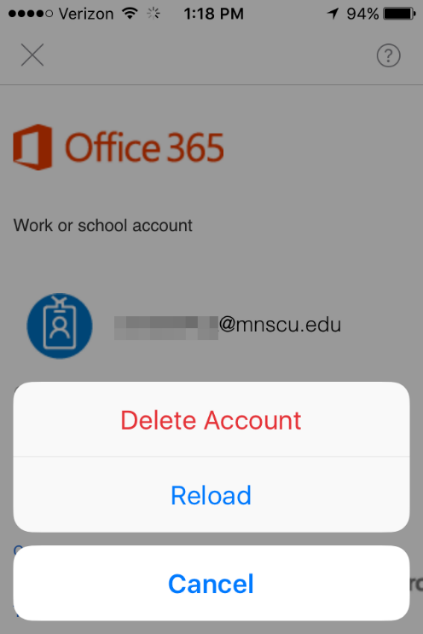 Verizon 1:18 PM 94%
?
Office 365
Work or school account
@mnscu.edu
Delete Account
Reload
Cancel